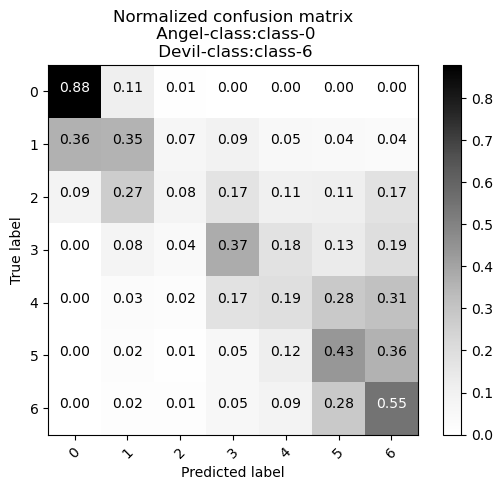 Normalized confusion matrix
Angel-class:class-0
Devil-class:class-6
0 0.88 0.11 0.01 0.00 0.00 0.00 0.00 0.8
1 0.36 0.35 0.07 0.09 0.05 0.04 0.04 0.7
2 0.09 0.27 0.08 0.17 0.11 0.11 0.17 0.6
0.5
True label
3 0.00 0.08 0.04 0.37 0.18 0.13 0.19 0.4
4 0.00 0.03 0.02 0.17 0.19 0.28 0.31 0.3
5 0.00 0.02 0.01 0.05 0.12 0.43 0.36 0.2
6 0.00 0.02 0.01 0.05 0.09 0.28 0.55 0.1
0.0
0 1 2 3 4 5 6
Predicted label